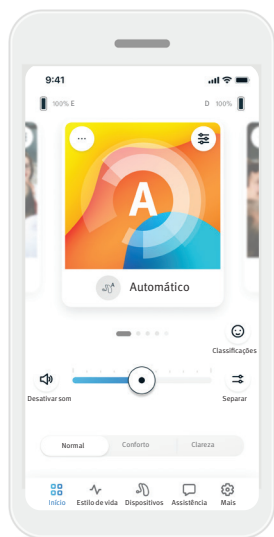 9:41
100% E
D 100%
A
A
Automático
Classificações
Desativar som
Separar
Normal Conforto Clareza
Início Estilo de vida Dispositivos Assistência Mais